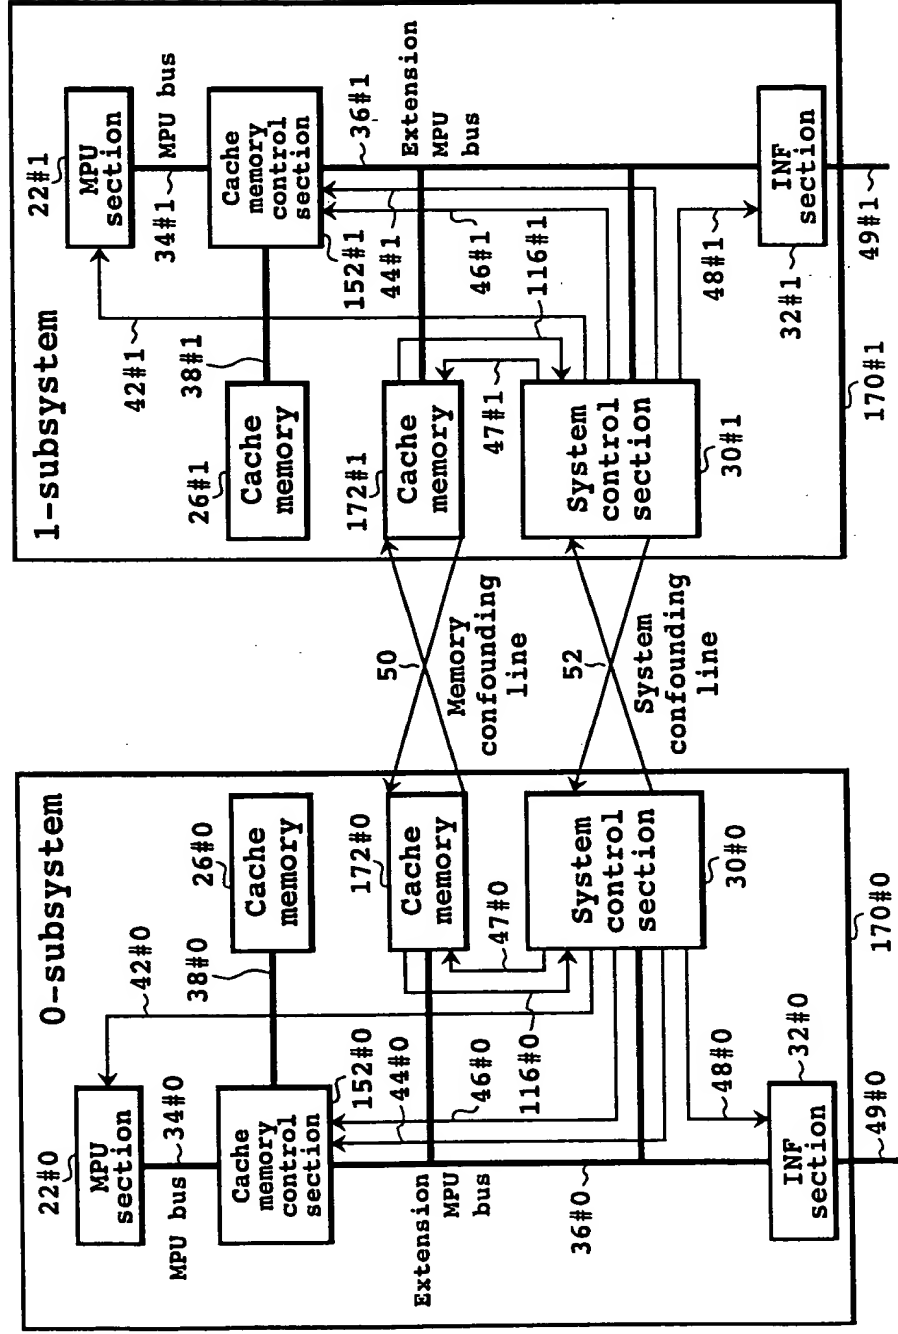 0-subsystem
22#0
MPU
section
42#0
34#0
MPU bus
38#0
26#0
Cache
memory
Cache
memory
control
section
152#0
44#0
172#0
Cache
memory
Extension
MPU
bus
46#0
47#0
116#0
System
control
section
30#0
36#0
48#0
INF
section
32#0
49#0
170#0
50
Memory
confounding
line
52
System
confounding
line
1-subsystem
22#1
MPU
section
42#1
34#1
MPU bus
38#1
26#1
Cache
memory
Cache
memory
control
section
152#1
44#1
36#1
172#1
Cache
memory
Extension
MPU
bus
46#1
47#1
116#1
System
control
section
30#1
48#1
INF
section
32#1
49#1
170#1